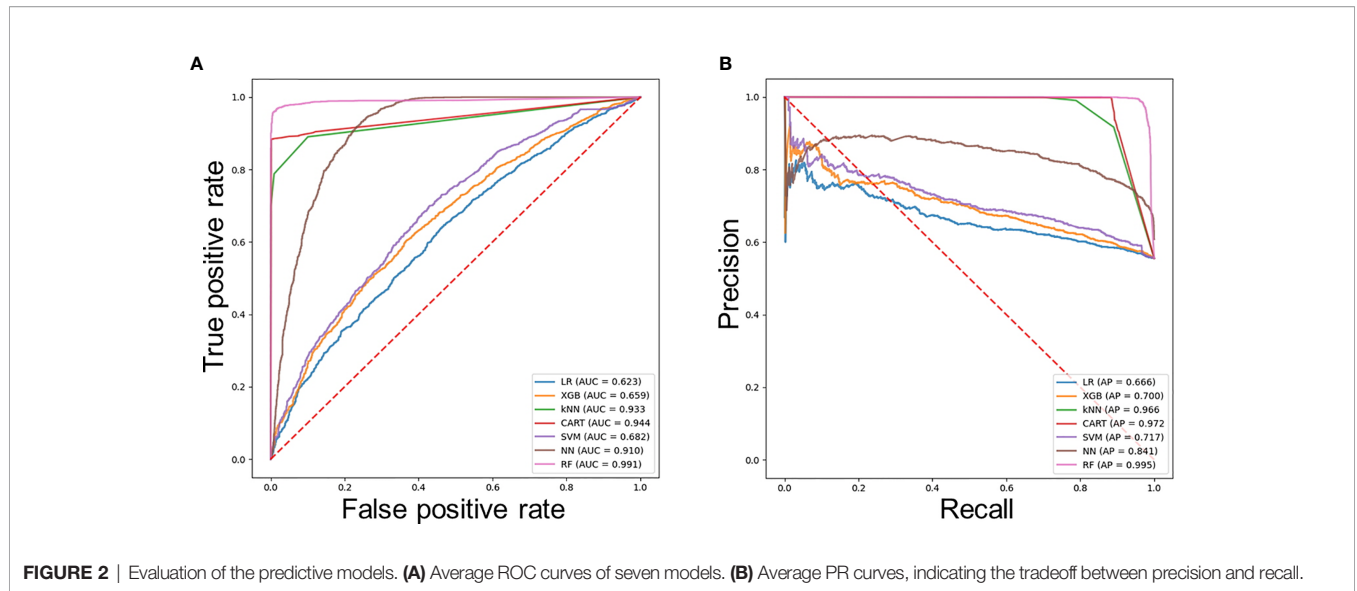 A
True positive rate
1.0
0.8
0.6
0.4
0.2
0.0
LR (AUC = 0.623)
XGB (AUC = 0.659)
kNN (AUC = 0.933
CART (AUC = 0.944
SVM (AUC = 0.682)
NN (AUC = 0.910)
RF (AUC = 0.991)
0.0 0.2 0.4 0.6 0.8 1.0
False positive rate
B
Precision
1.0
0.8
0.6
0.4
0.2
0.0
LR (AP = 0.666)
XGB (AP = 0.700)
kNN (AP = 0.966
CART (AP = 0.972
SVM (AP = 0.717)
NN (AP = 0.841)
RF (AP = 0.995)
0.0 0.2 0.4 0.6 0.8 1.0
Recall
FIGURE 2 | Evaluation of the predictive models. (A) Average ROC curves of seven models. (B) Average PR curves, indicating the tradeoff between precision and recall.